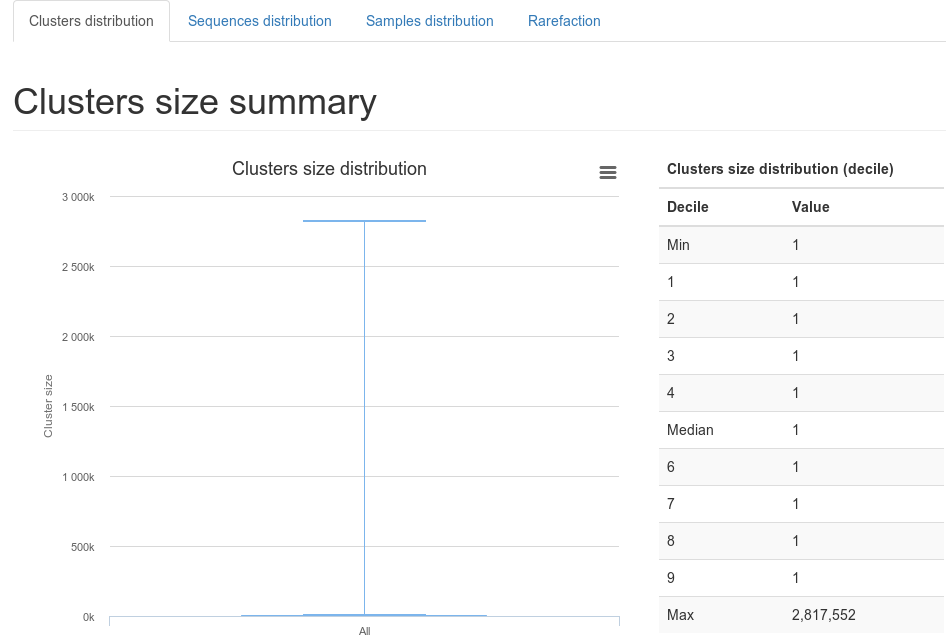 Clusters distribution Sequences distribution Samples distribution Rarefaction
Clusters size summary
Clusters size distribution
3 000k
2 500k
2 000k
1 500k
1 000k
500k
0k
Cluster size
All
Clusters size distribution (decile)
Decile Value
Min 1
1 1
2 1
3 1
4 1
Median 1
6 1
7 1
8 1
9 1
Max 2,817,552